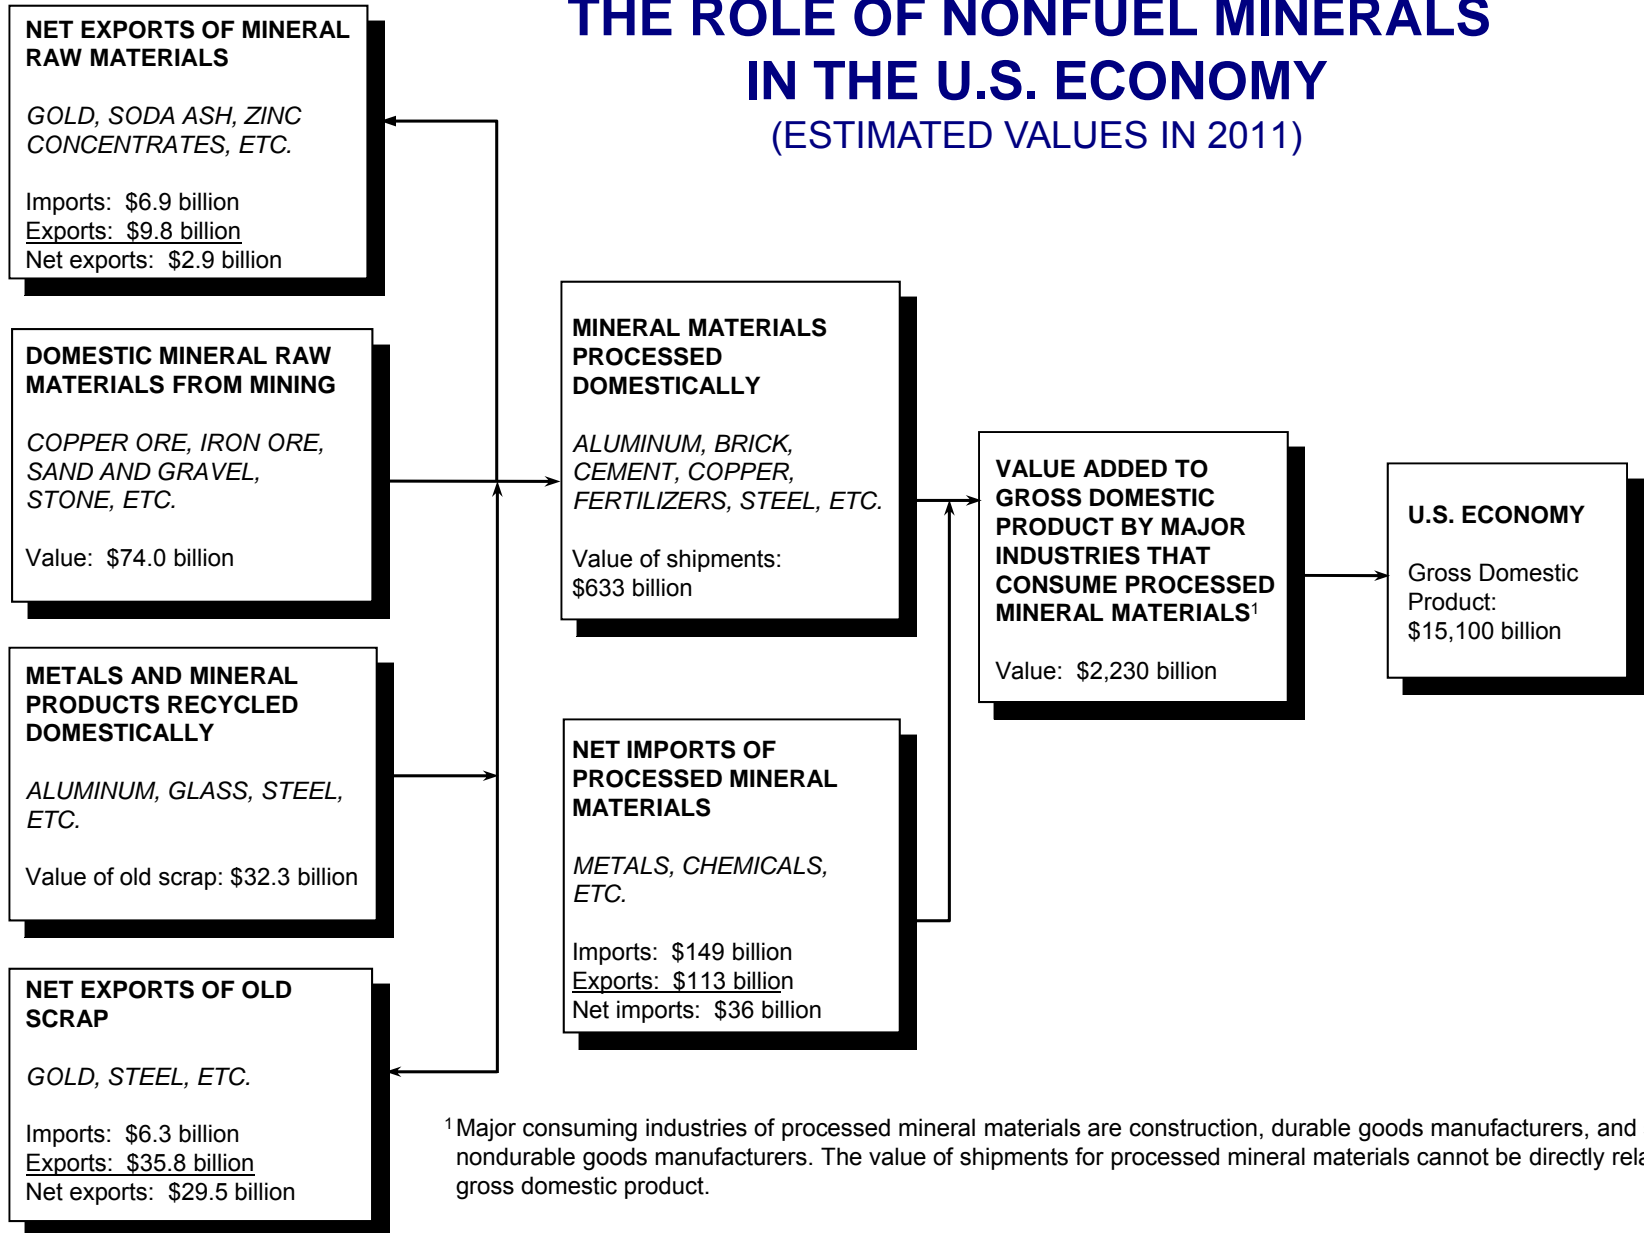 THE ROLE OF NONFUEL MINERALS
IN THE U.S. ECONOMY
(ESTIMATED VALUES IN 2011)
NET EXPORTS OF MINERAL
RAW MATERIALS
GOLD, SODA ASH, ZINC
CONCENTRATES, ETC.
Imports: $6.9 billion
Exports: $9.8 billion
Net exports: $2.9 billion
DOMESTIC MINERAL RAW
MATERIALS FROM MINING
COPPER ORE, IRON ORE,
SAND AND GRAVEL,
STONE, ETC.
Value: $74.0 billion
METALS AND MINERAL
PRODUCTS RECYCLED
DOMESTICALLY
ALUMINUM, GLASS, STEEL,
ETC.
Value of old scrap: $32.3 billion
NET EXPORTS OF OLD
SCRAP
GOLD, STEEL, ETC.
Imports: $6.3 billion
Exports: $35.8 billion
Net exports: $29.5 billion
MINERAL MATERIALS
PROCESSED
DOMESTICALLY
ALUMINUM, BRICK,
CEMENT, COPPER,
FERTILIZERS, STEEL, ETC.
Value of shipments:
$633 billion
NET IMPORTS OF
PROCESSED MINERAL
MATERIALS
METALS, CHEMICALS,
ETC.
Imports: $149 billion
Exports: $113 billion
Net imports: $36 billion
VALUE ADDED TO
GROSS DOMESTIC
PRODUCT BY MAJOR
INDUSTRIES THAT
CONSUME PROCESSED
MINERAL MATERIALS¹
Value: $2,230 billion
U.S. ECONOMY
Gross Domestic
Product:
$15,100 billion
¹ Major consuming industries of processed mineral materials are construction, durable goods manufacturers, and
nondurable goods manufacturers. The value of shipments for processed mineral materials cannot be directly
gross domestic product.